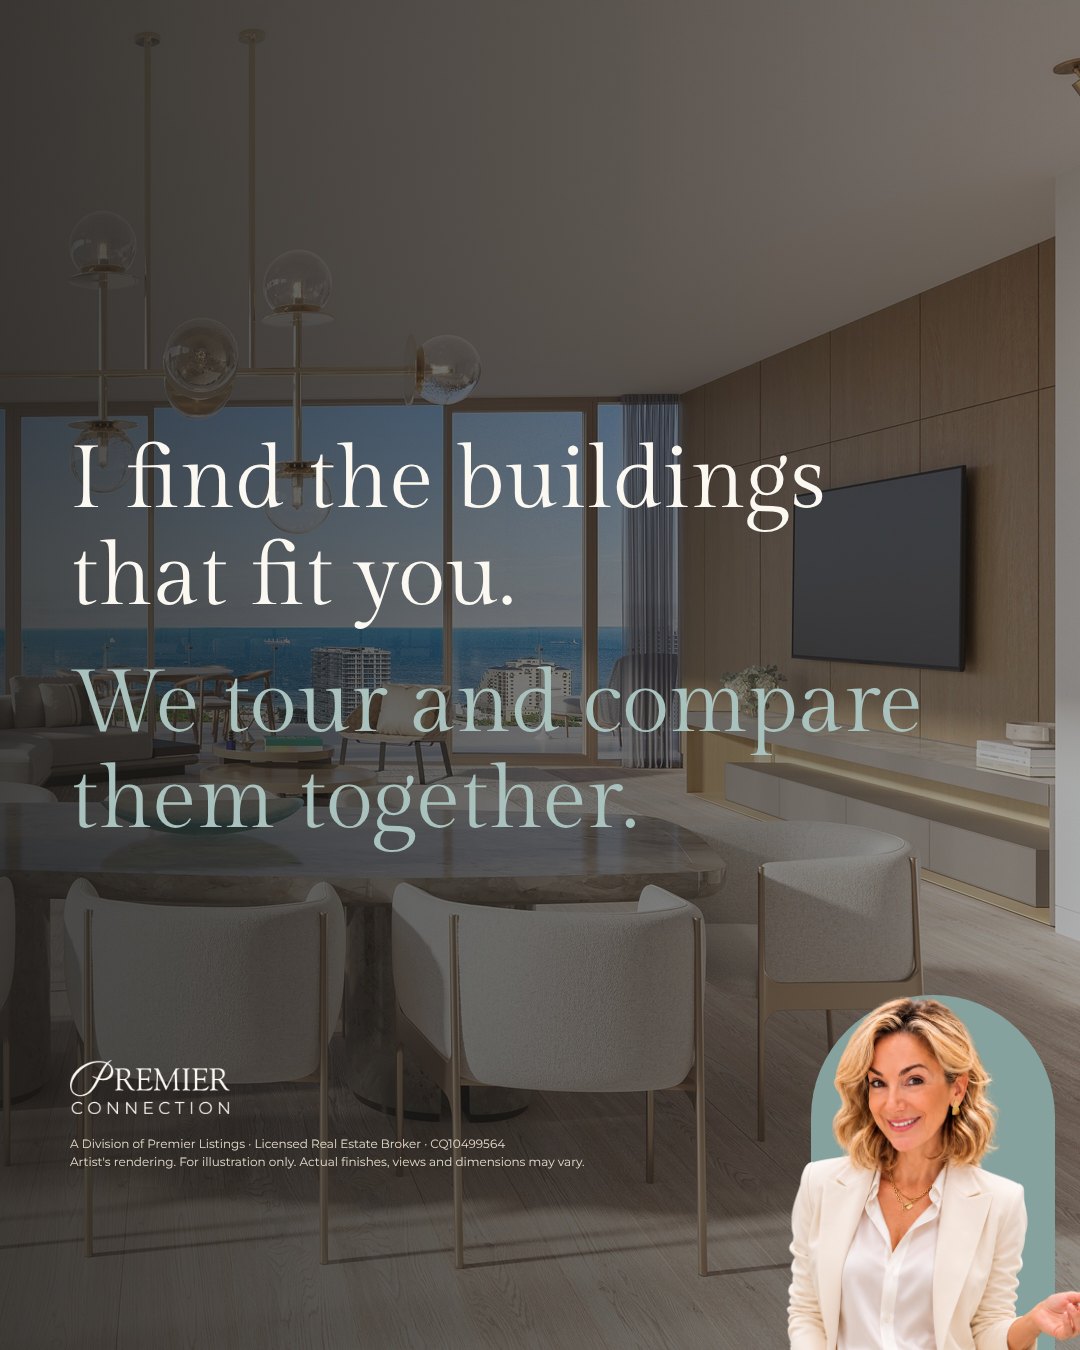 I find the buildings
that fit you.
We tour and compare
them together.
PREMIER
CONNECTION
A Division of Premier Listings · Licensed Real Estate Broker · CQ10499564
Artist's rendering. For illustration only. Actual finishes, views and dimensions may vary.